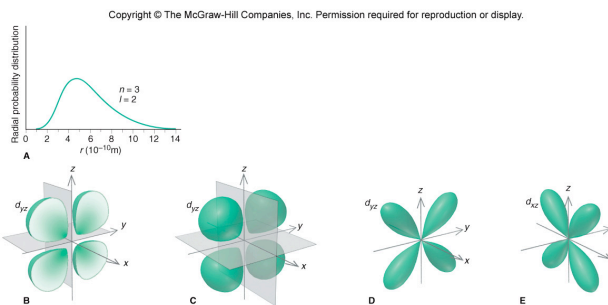 Copyright © The McGraw-Hill Companies, Inc. Permission required for reproduction or display.
Radial probability distribution
n = 3
l = 2
0 2 4 6 8 10 12 14
r (10⁻¹⁰m)
A
z
d_yz
y
x
B
z
y
x
C
z
d_yz
y
x
D
z
d_xz
E